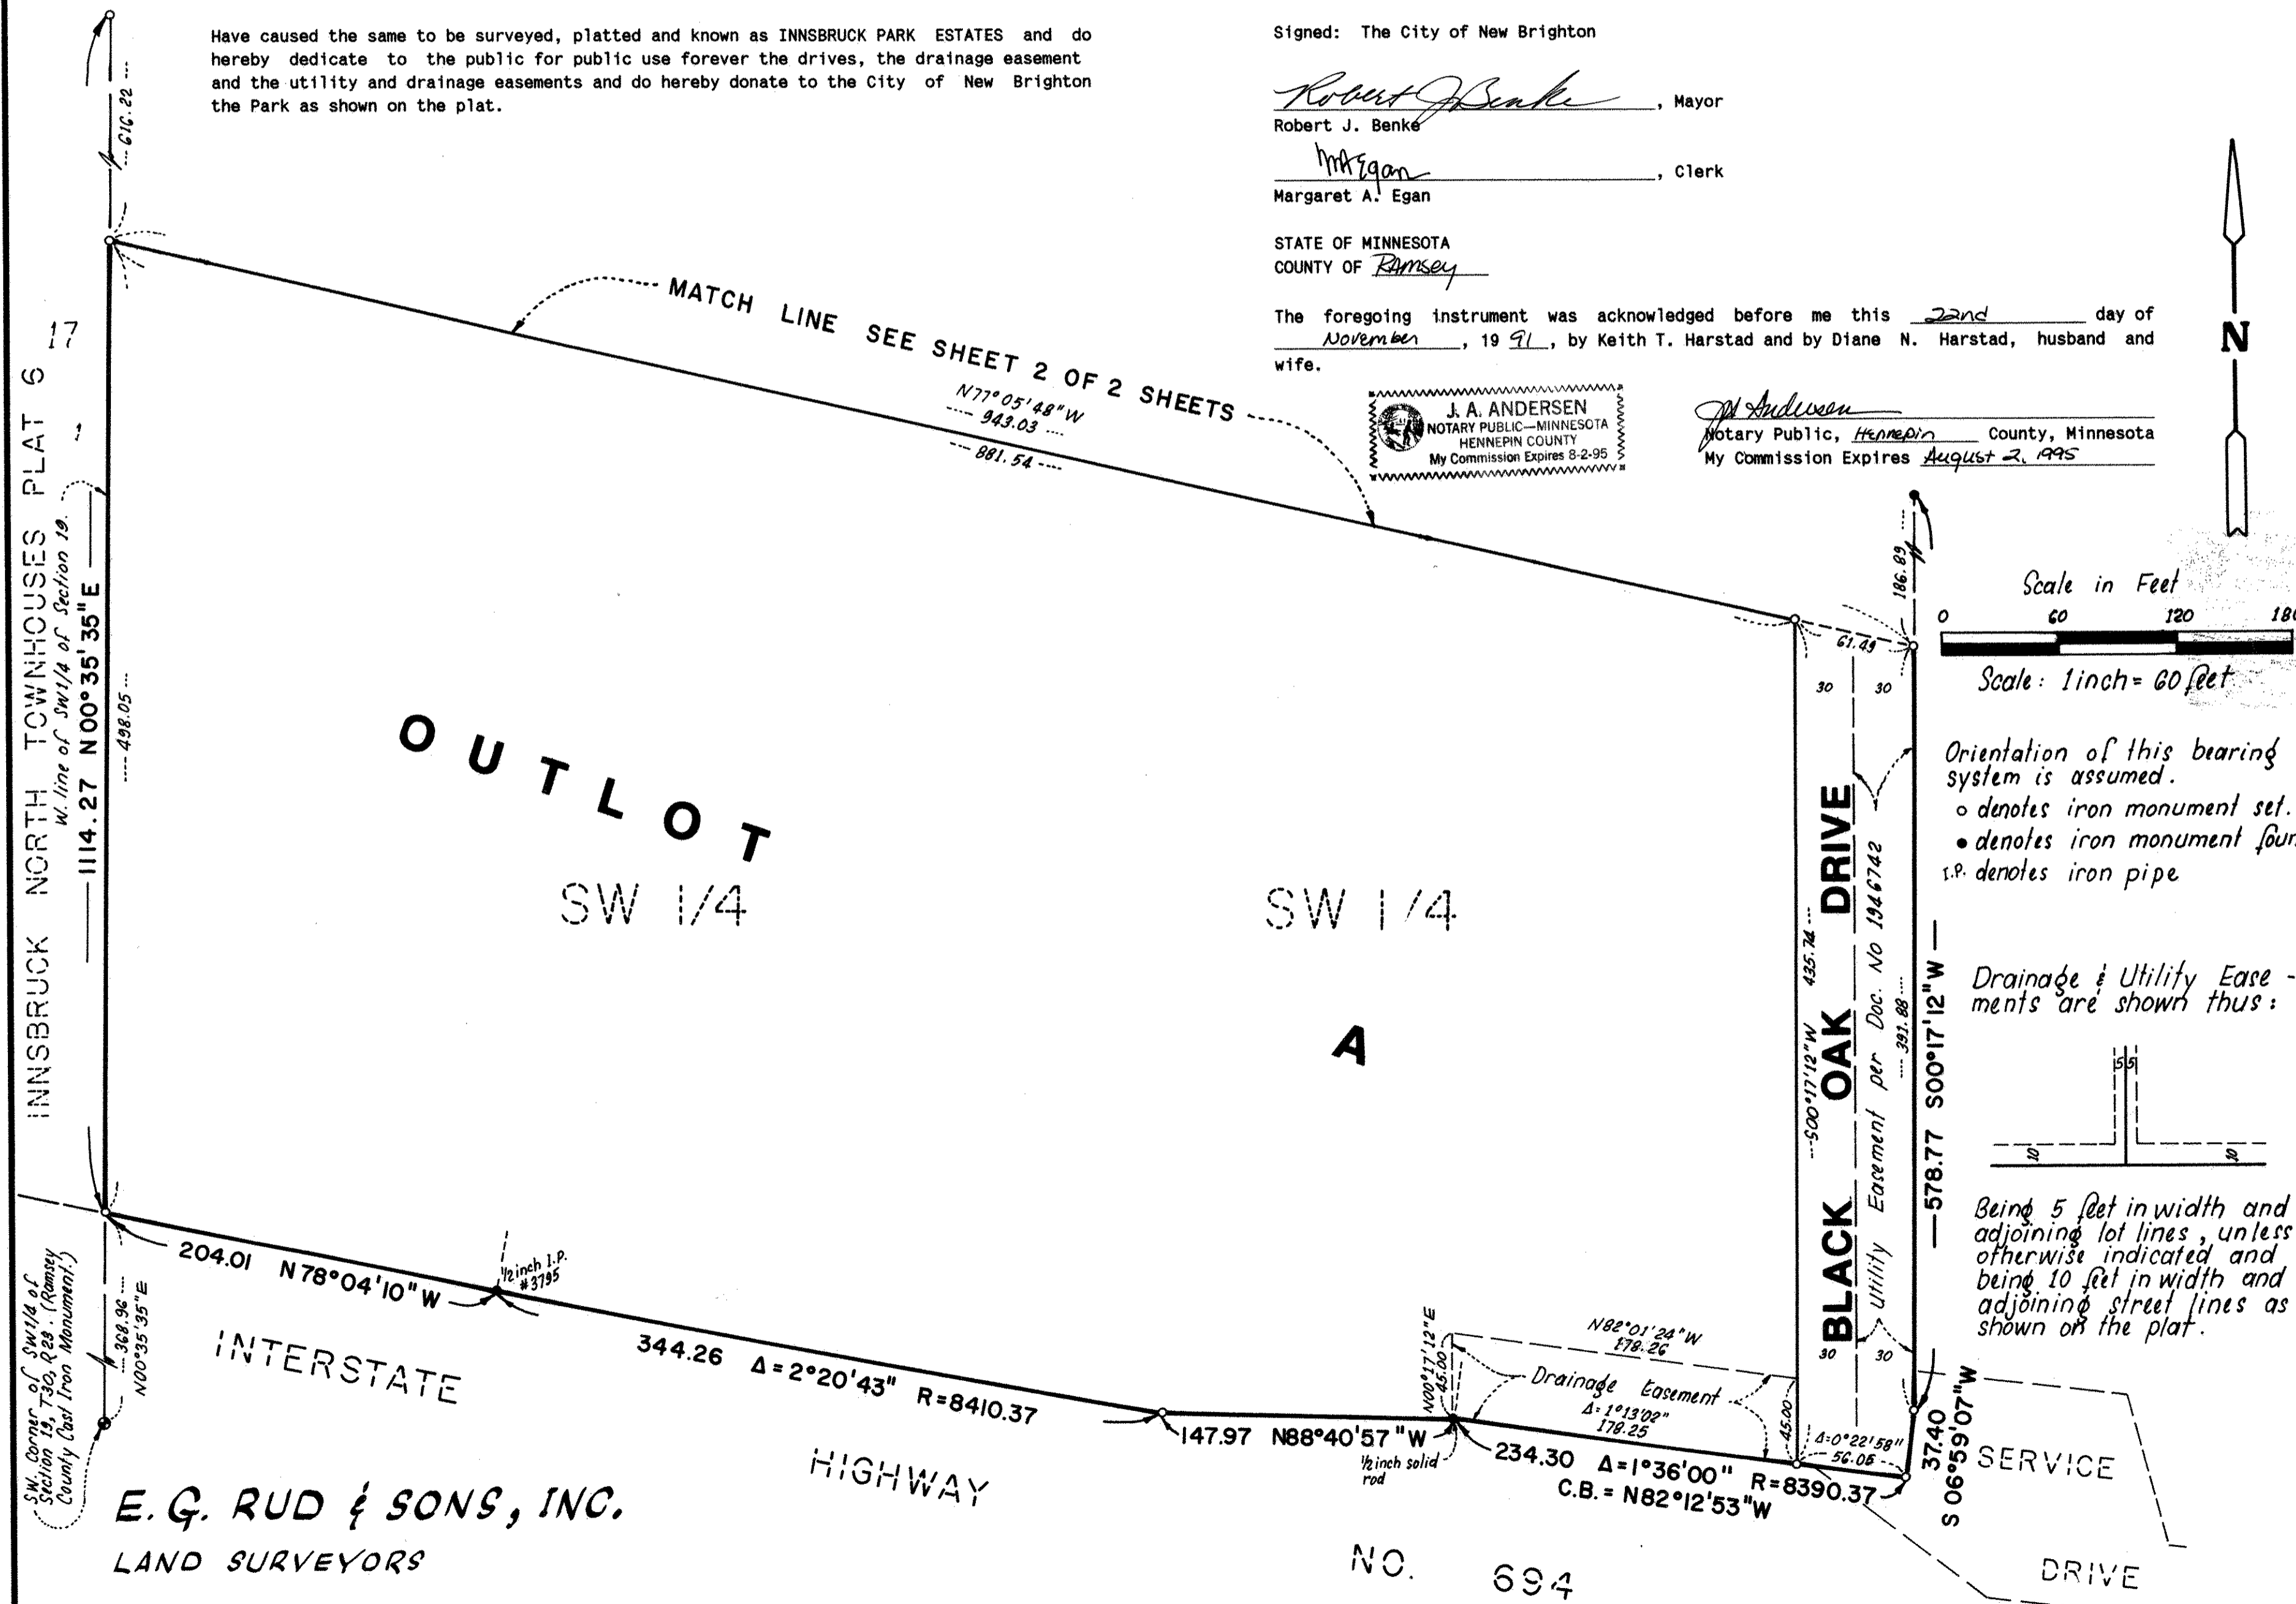 Have caused the same to be surveyed, platted and known as INNSBRUCK PARK ESTATES and do
hereby dedicate to the public for public use forever the drives, the drainage easement
and the utility and drainage easements and do hereby donate to the City of New Brighton
the Park as shown on the plat.
Signed: The City of New Brighton
Robert J Benke, Mayor
Robert J. Benke
MA Egan, Clerk
Margaret A. Egan
STATE OF MINNESOTA
COUNTY OF Ramsey
The foregoing instrument was acknowledged before me this 22nd day of
November, 19 91, by Keith T. Harstad and by Diane N. Harstad, husband and
wife.
J. A. ANDERSEN
NOTARY PUBLIC—MINNESOTA
HENNEPIN COUNTY
My Commission Expires 8-2-95
JA Andersen
Notary Public, Hennepin County, Minnesota
My Commission Expires August 2, 1995
N
Scale in Feet
0 60 120 180
Scale: 1 inch = 60 feet
Orientation of this bearing
system is assumed.
o denotes iron monument set.
● denotes iron monument
I.P. denotes iron pipe
Drainage & Utility Ease-
ments are shown thus:
5 5
10 10
Being 5 feet in width and
adjoining lot lines, unless
otherwise indicated and
being 10 feet in width and
adjoining street lines as
shown on the plat.
616.22
17
1
INNSBRUCK NORTH TOWNHOUSES PLAT 6
W. line of SW1/4 of Section 19.
1114.27 N00°35'35"E
498.05
MATCH LINE SEE SHEET 2 OF 2 SHEETS
N77°05'48"W
943.03
881.54
OUTLOT
A
SW 1/4
SW 1/4
186.89
61.49
30 30
BLACK OAK DRIVE
S00°17'12"W 435.74
Utility Easement per Doc. No 1946742
391.88
578.77 S00°17'12"W
30 30
204.01 N78°04'10"W
1/2 inch I.P.
#3795
344.26 Δ=2°20'43" R=8410.37
147.97 N88°40'57"W
1/2 inch solid
rod
N00°17'12"E
45.00
N82°01'24"W
178.26
Drainage Easement
Δ=1°13'02"
178.25
45.00
Δ=0°22'58"
56.05
234.30 Δ=1°36'00" R=8390.37
C.B.=N82°12'53"W
37.40
S06°59'07"W
SERVICE
DRIVE
INTERSTATE
HIGHWAY
NO. 694
SW. Corner of SW1/4 of
Section 19, T30, R23. (Ramsey
County Cast Iron Monument.)
368.96
N00°35'35"E
E. G. RUD & SONS, INC.
LAND SURVEYORS